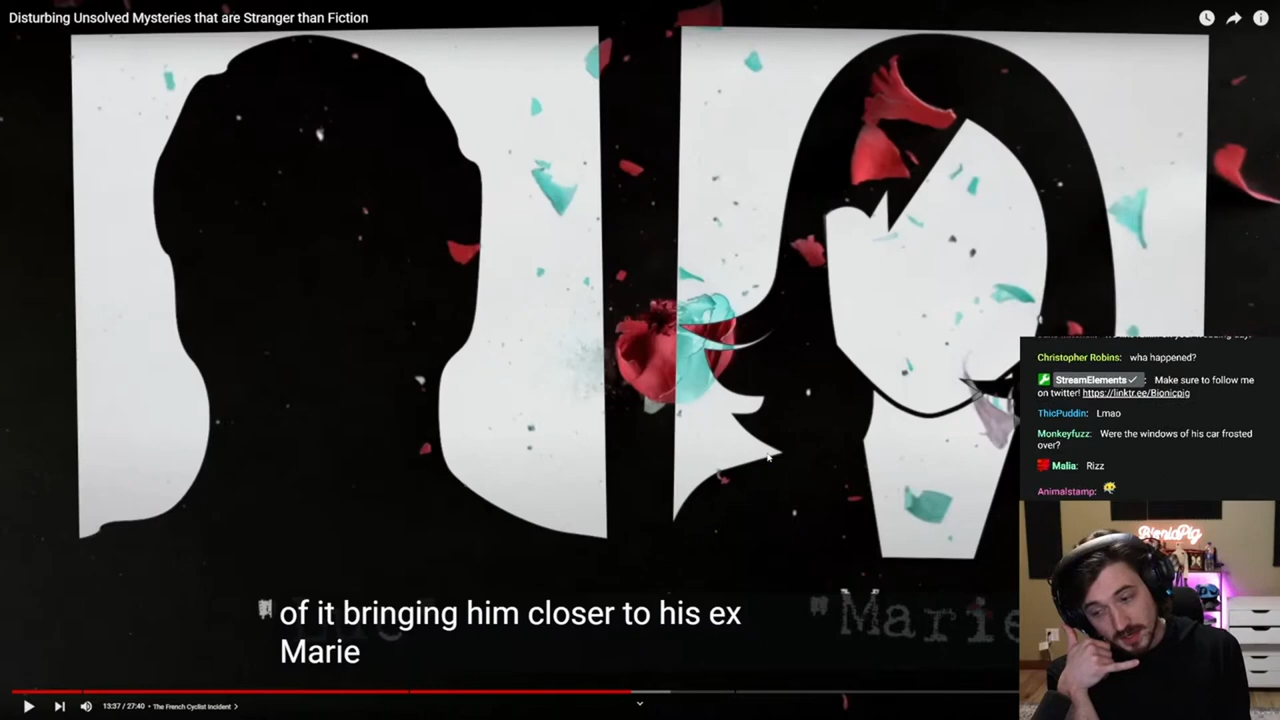 Disturbing Unsolved Mysteries that are Stranger than Fiction
Christopher Robins: wha happened?
StreamElements: Make sure to follow me
on twitter! https://linktr.ee/Bionicpig
ThicPuddin: Lmao
Monkeyfuzz: Were the windows of his car frosted
over?
Malia: Rizz
Animalstamp:
BionicPig
of it bringing him closer to his ex
Marie
"Marie
13:37 / 27:40 • The French Cyclist Incident >